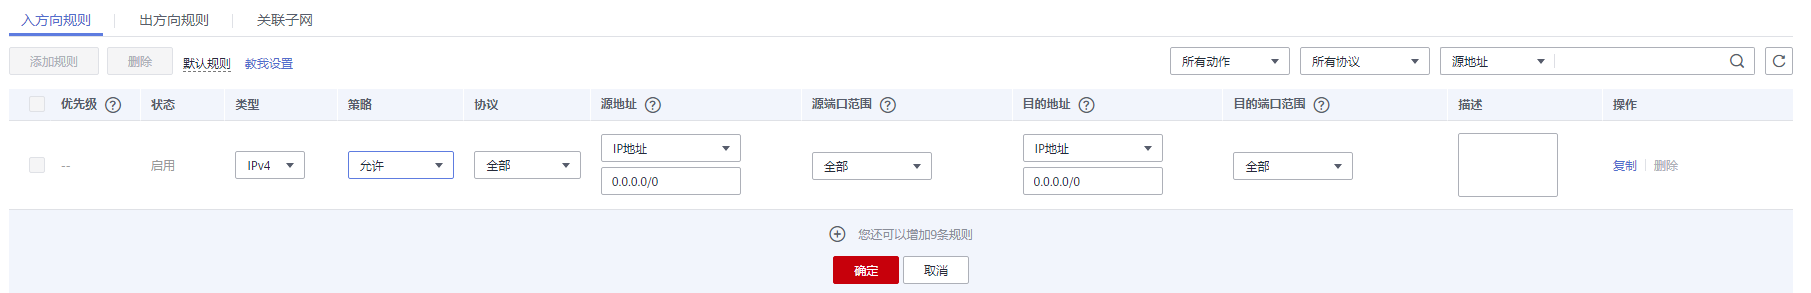 入方向规则 出方向规则 关联子网
添加规则 删除 默认规则 教我设置 所有动作 所有协议 源地址
优先级 ? 状态 类型 策略 协议 源地址 ? 源端口范围 ? 目的地址 ? 目的端口范围 ? 描述 操作
-- 启用 IPv4 允许 全部 IP地址 全部 IP地址 全部 复制 删除
0.0.0.0/0 0.0.0.0/0
您还可以增加9条规则
确定 取消